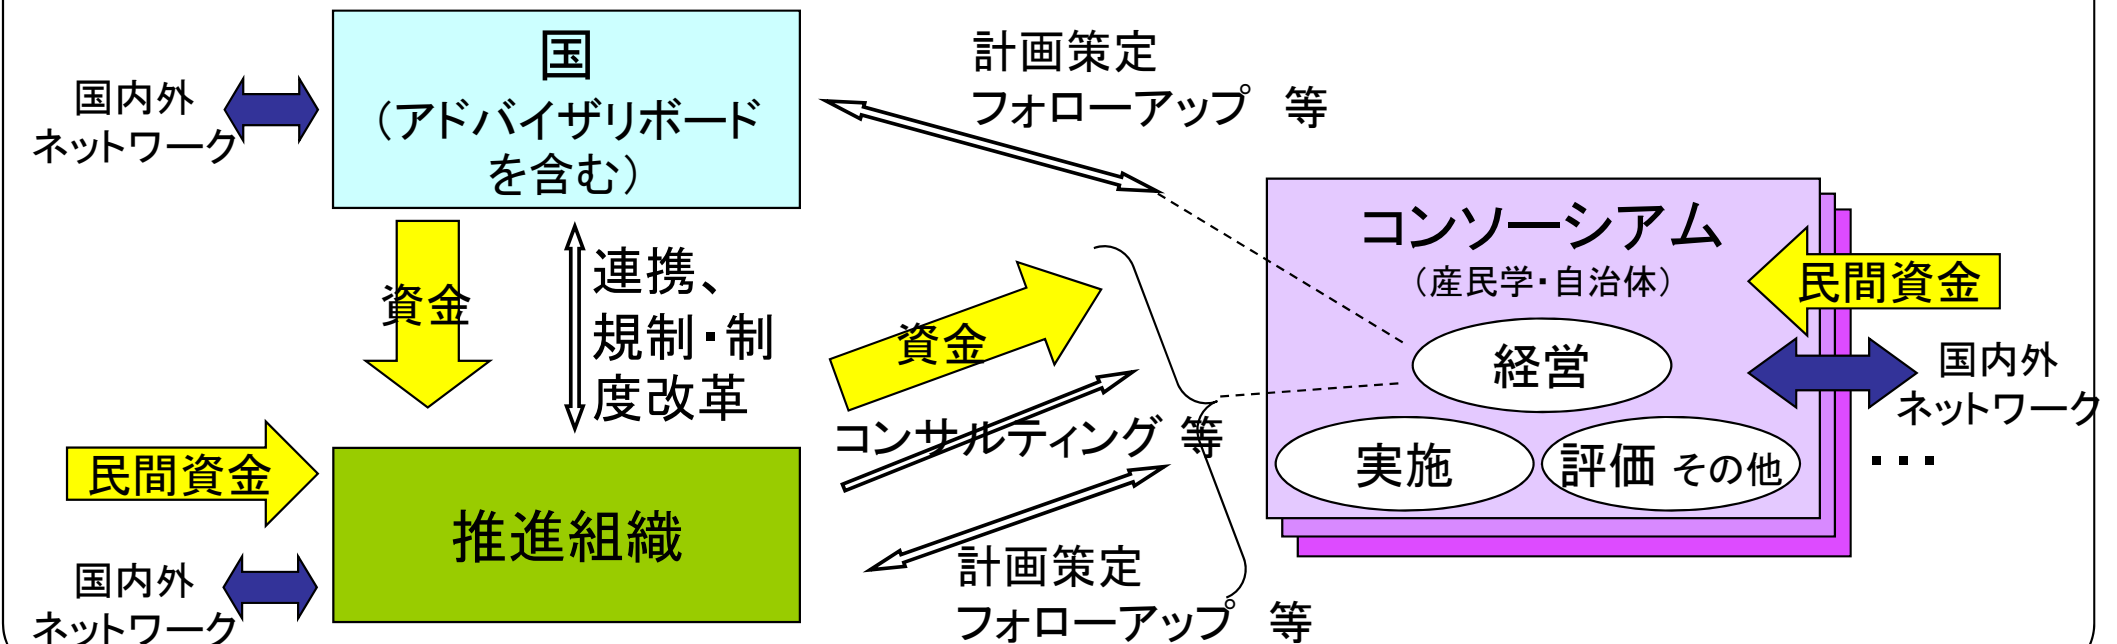 国
（アドバイザリボード
を含む）
国内外
ネットワーク
計画策定
フォローアップ　等
資金
連携、
規制・制
度改革
資金
コンサルティング 等
コンソーシアム
（産民学・自治体）
民間資金
経営
国内外
ネットワーク
実施
評価 その他
・・・
民間資金
推進組織
国内外
ネットワーク
計画策定
フォローアップ　等